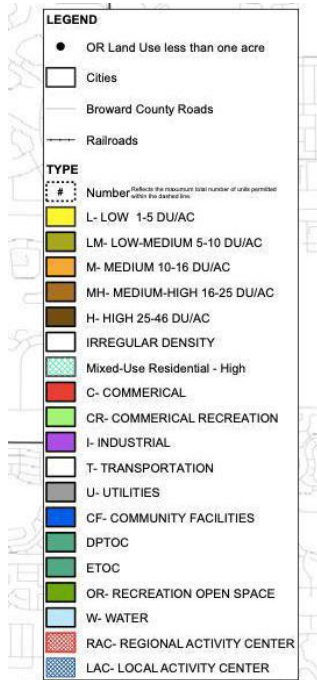 LEGEND
OR Land Use less than one acre
Cities
Broward County Roads
Railroads
TYPE
# Number Reflects the maxumum total number of units permitted
within the dashed line.
L- LOW 1-5 DU/AC
LM- LOW-MEDIUM 5-10 DU/AC
M- MEDIUM 10-16 DU/AC
MH- MEDIUM-HIGH 16-25 DU/AC
H- HIGH 25-46 DU/AC
IRREGULAR DENSITY
Mixed-Use Residential - High
C- COMMERICAL
CR- COMMERICAL RECREATION
I- INDUSTRIAL
T- TRANSPORTATION
U- UTILITIES
CF- COMMUNITY FACILITIES
DPTOC
ETOC
OR- RECREATION OPEN SPACE
W- WATER
RAC- REGIONAL ACTIVITY CENTER
LAC- LOCAL ACTIVITY CENTER